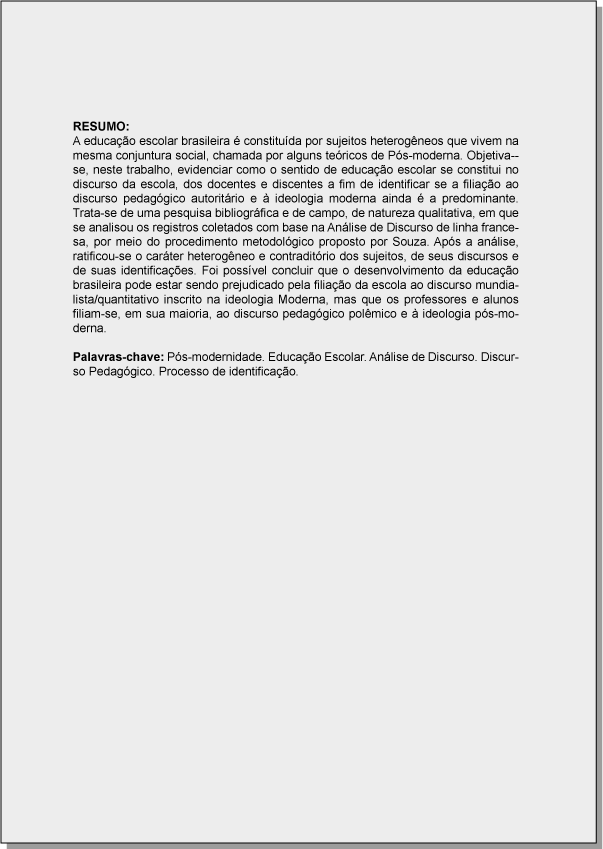 RESUMO:
A educação escolar brasileira é constituída por sujeitos heterogêneos que vivem na
mesma conjuntura social, chamada por alguns teóricos de Pós-moderna. Objetiva--
se, neste trabalho, evidenciar como o sentido de educação escolar se constitui no
discurso da escola, dos docentes e discentes a fim de identificar se a filiação ao
discurso pedagógico autoritário e à ideologia moderna ainda é a predominante.
Trata-se de uma pesquisa bibliográfica e de campo, de natureza qualitativa, em que
se analisou os registros coletados com base na Análise de Discurso de linha france-
sa, por meio do procedimento metodológico proposto por Souza. Após a análise,
ratificou-se o caráter heterogêneo e contraditório dos sujeitos, de seus discursos e
de suas identificações. Foi possível concluir que o desenvolvimento da educação
brasileira pode estar sendo prejudicado pela filiação da escola ao discurso mundia-
lista/quantitativo inscrito na ideologia Moderna, mas que os professores e alunos
filiam-se, em sua maioria, ao discurso pedagógico polêmico e à ideologia pós-mo-
derna.
Palavras-chave: Pós-modernidade. Educação Escolar. Análise de Discurso. Discur-
so Pedagógico. Processo de identificação.